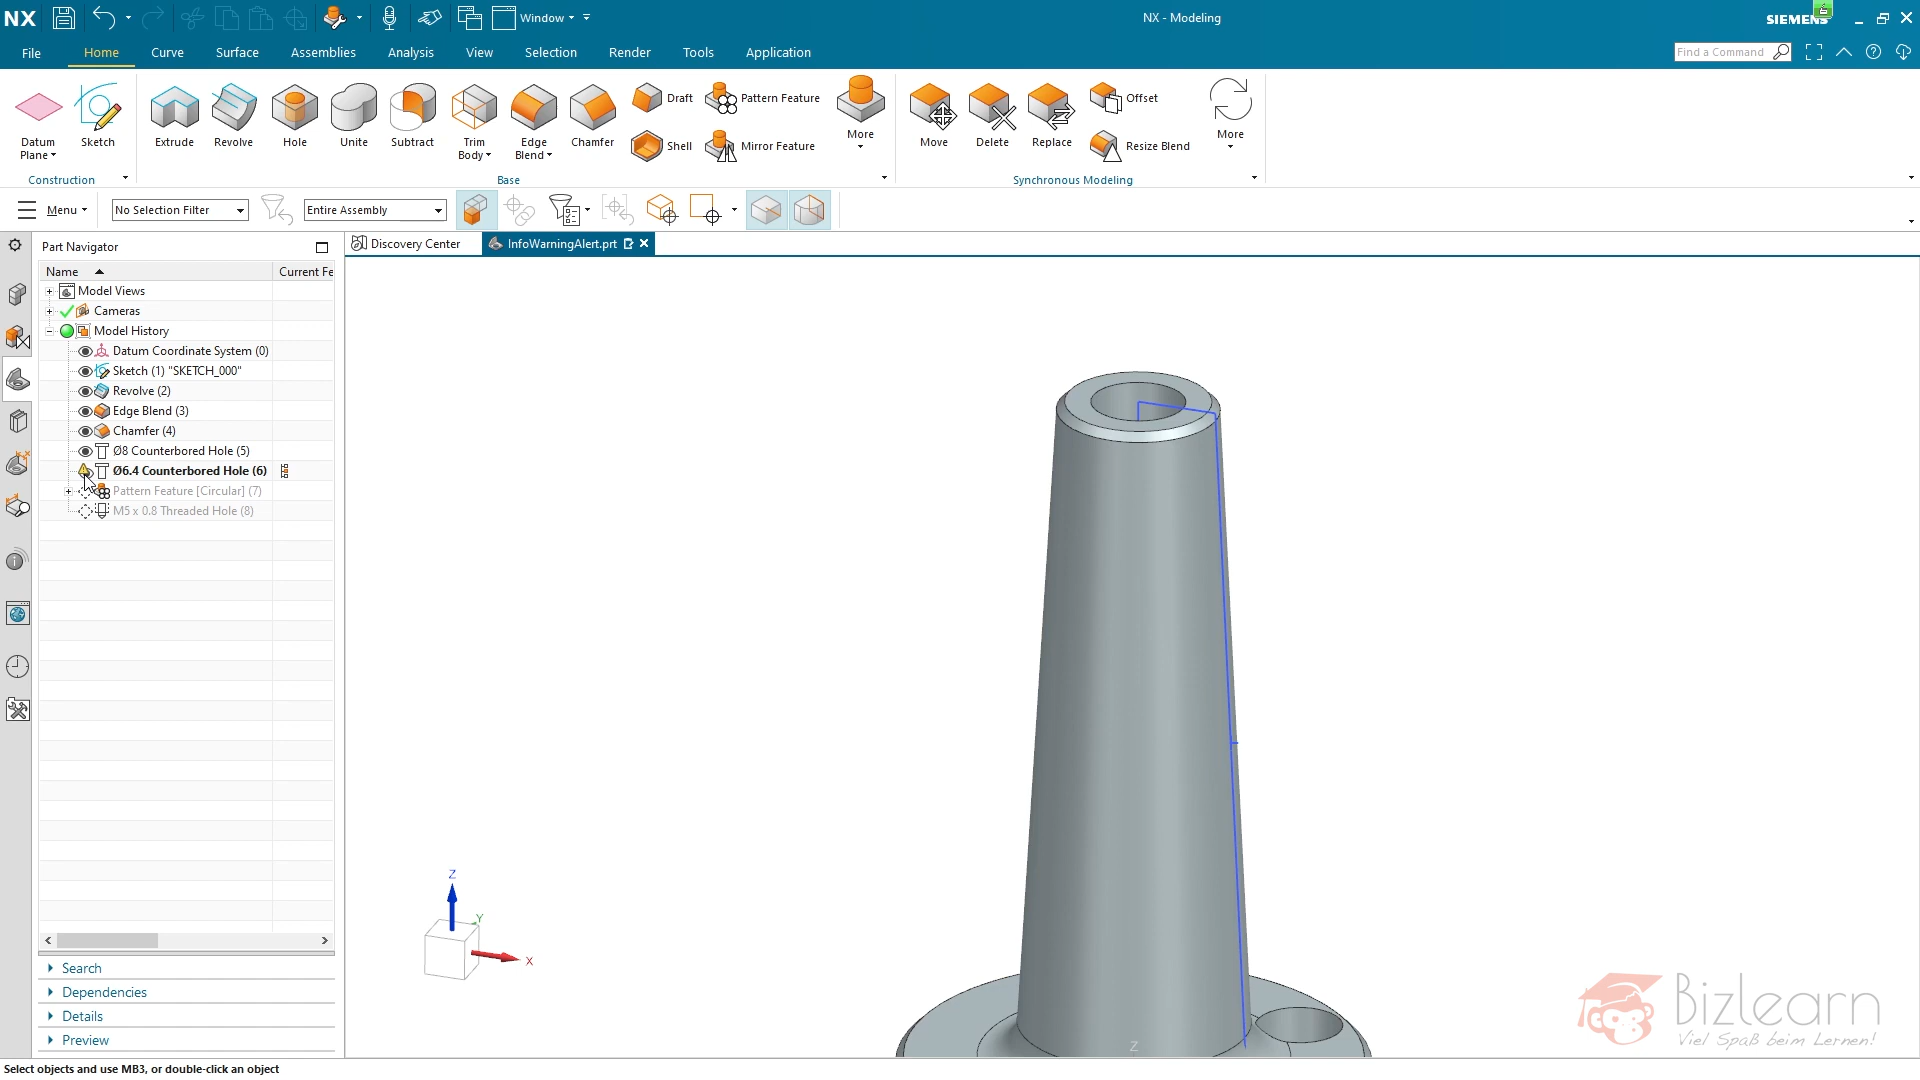 NX
Window
NX - Modeling
SIEMENS
File
Home
Curve
Surface
Assemblies
Analysis
View
Selection
Render
Tools
Application
Find a Command
Datum
Plane
Sketch
Extrude
Revolve
Hole
Unite
Subtract
Trim
Body
Edge
Blend
Chamfer
Draft
Shell
Pattern Feature
Mirror Feature
More
Move
Delete
Replace
Offset
Resize Blend
More
Construction
Base
Synchronous Modeling
Menu
No Selection Filter
Entire Assembly
Part Navigator
Discovery Center
InfoWarningAlert.prt
Name
Current Fe
Model Views
Cameras
Model History
Datum Coordinate System (0)
Sketch (1) "SKETCH_000"
Revolve (2)
Edge Blend (3)
Chamfer (4)
Ø8 Counterbored Hole (5)
Ø6.4 Counterbored Hole (6)
Pattern Feature [Circular] (7)
M5 x 0.8 Threaded Hole (8)
Z
Y
X
Z
Search
Dependencies
Details
Preview
Bizlearn
Viel Spaß beim Lernen!
Select objects and use MB3, or double-click an object